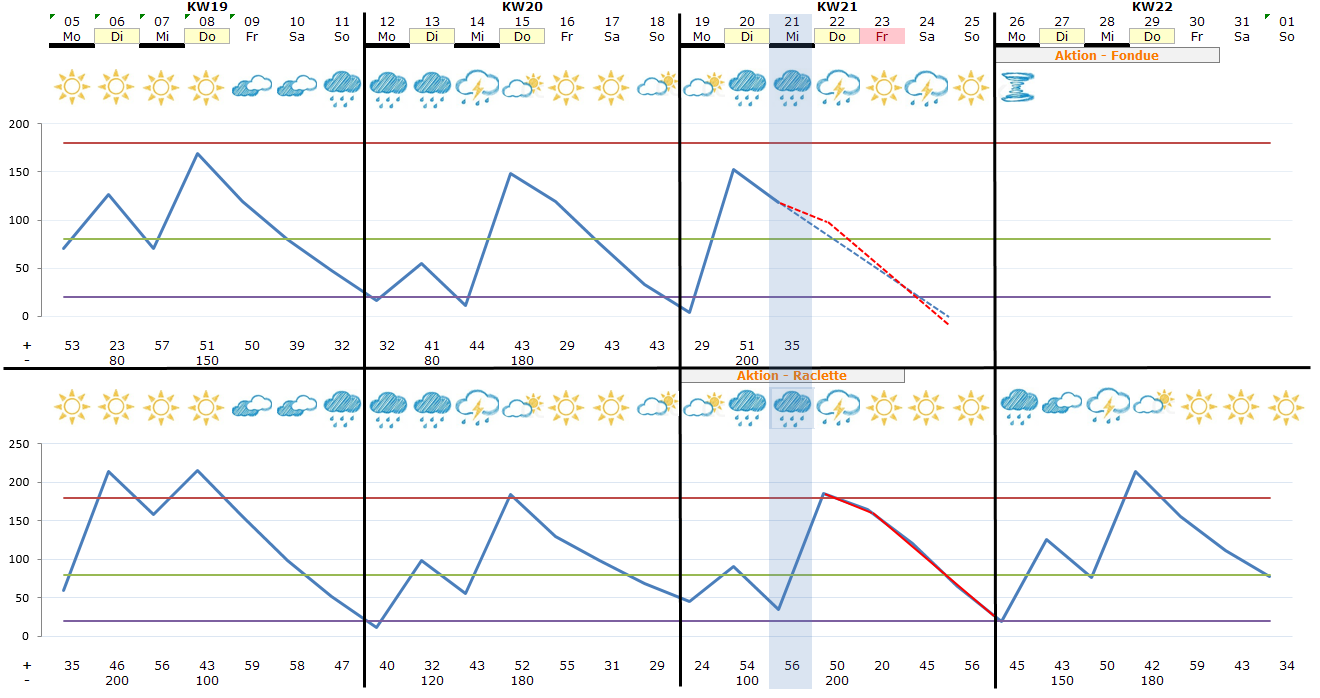 KW19 KW20 KW21 KW22
05 06 07 08 09 10 11 12 13 14 15 16 17 18 19 20 21 22 23 24 25 26 27 28 29 30 31 01
Mo Di Mi Do Fr Sa So Mo Di Mi Do Fr Sa So Mo Di Mi Do Fr Sa So Mo Di Mi Do Fr Sa So
Aktion - Fondue
200
150
100
50
0
+ 53 23 57 51 50 39 32 32 41 44 43 29 43 43 29 51 35
- 80 150 80 180 200
Aktion - Raclette
250
200
150
100
50
0
+ 35 46 56 43 59 58 47 40 32 43 52 55 31 29 24 54 56 50 20 45 56 45 43 50 42 59 43 34
- 200 100 120 180 100 200 150 180